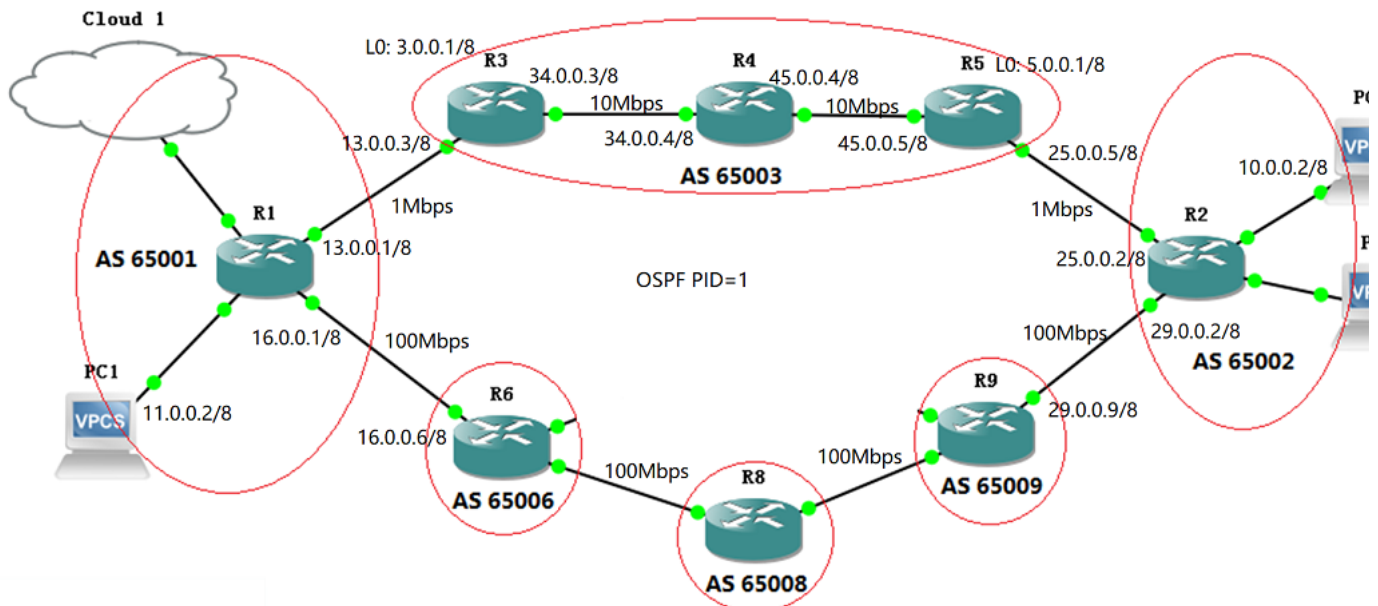 Cloud 1
L0: 3.0.0.1/8
R3
34.0.0.3/8
10Mbps
34.0.0.4/8
R4
45.0.0.4/8
10Mbps
45.0.0.5/8
R5
L0: 5.0.0.1/8
13.0.0.3/8
AS 65003
25.0.0.5/8
1Mbps
1Mbps
R1
AS 65001
13.0.0.1/8
16.0.0.1/8
100Mbps
OSPF PID=1
R2
25.0.0.2/8
10.0.0.2/8
PC
VPC
P
VPC
29.0.0.2/8
AS 65002
100Mbps
PC1
VPCS
11.0.0.2/8
R6
16.0.0.6/8
AS 65006
100Mbps
R8
AS 65008
100Mbps
R9
29.0.0.9/8
AS 65009